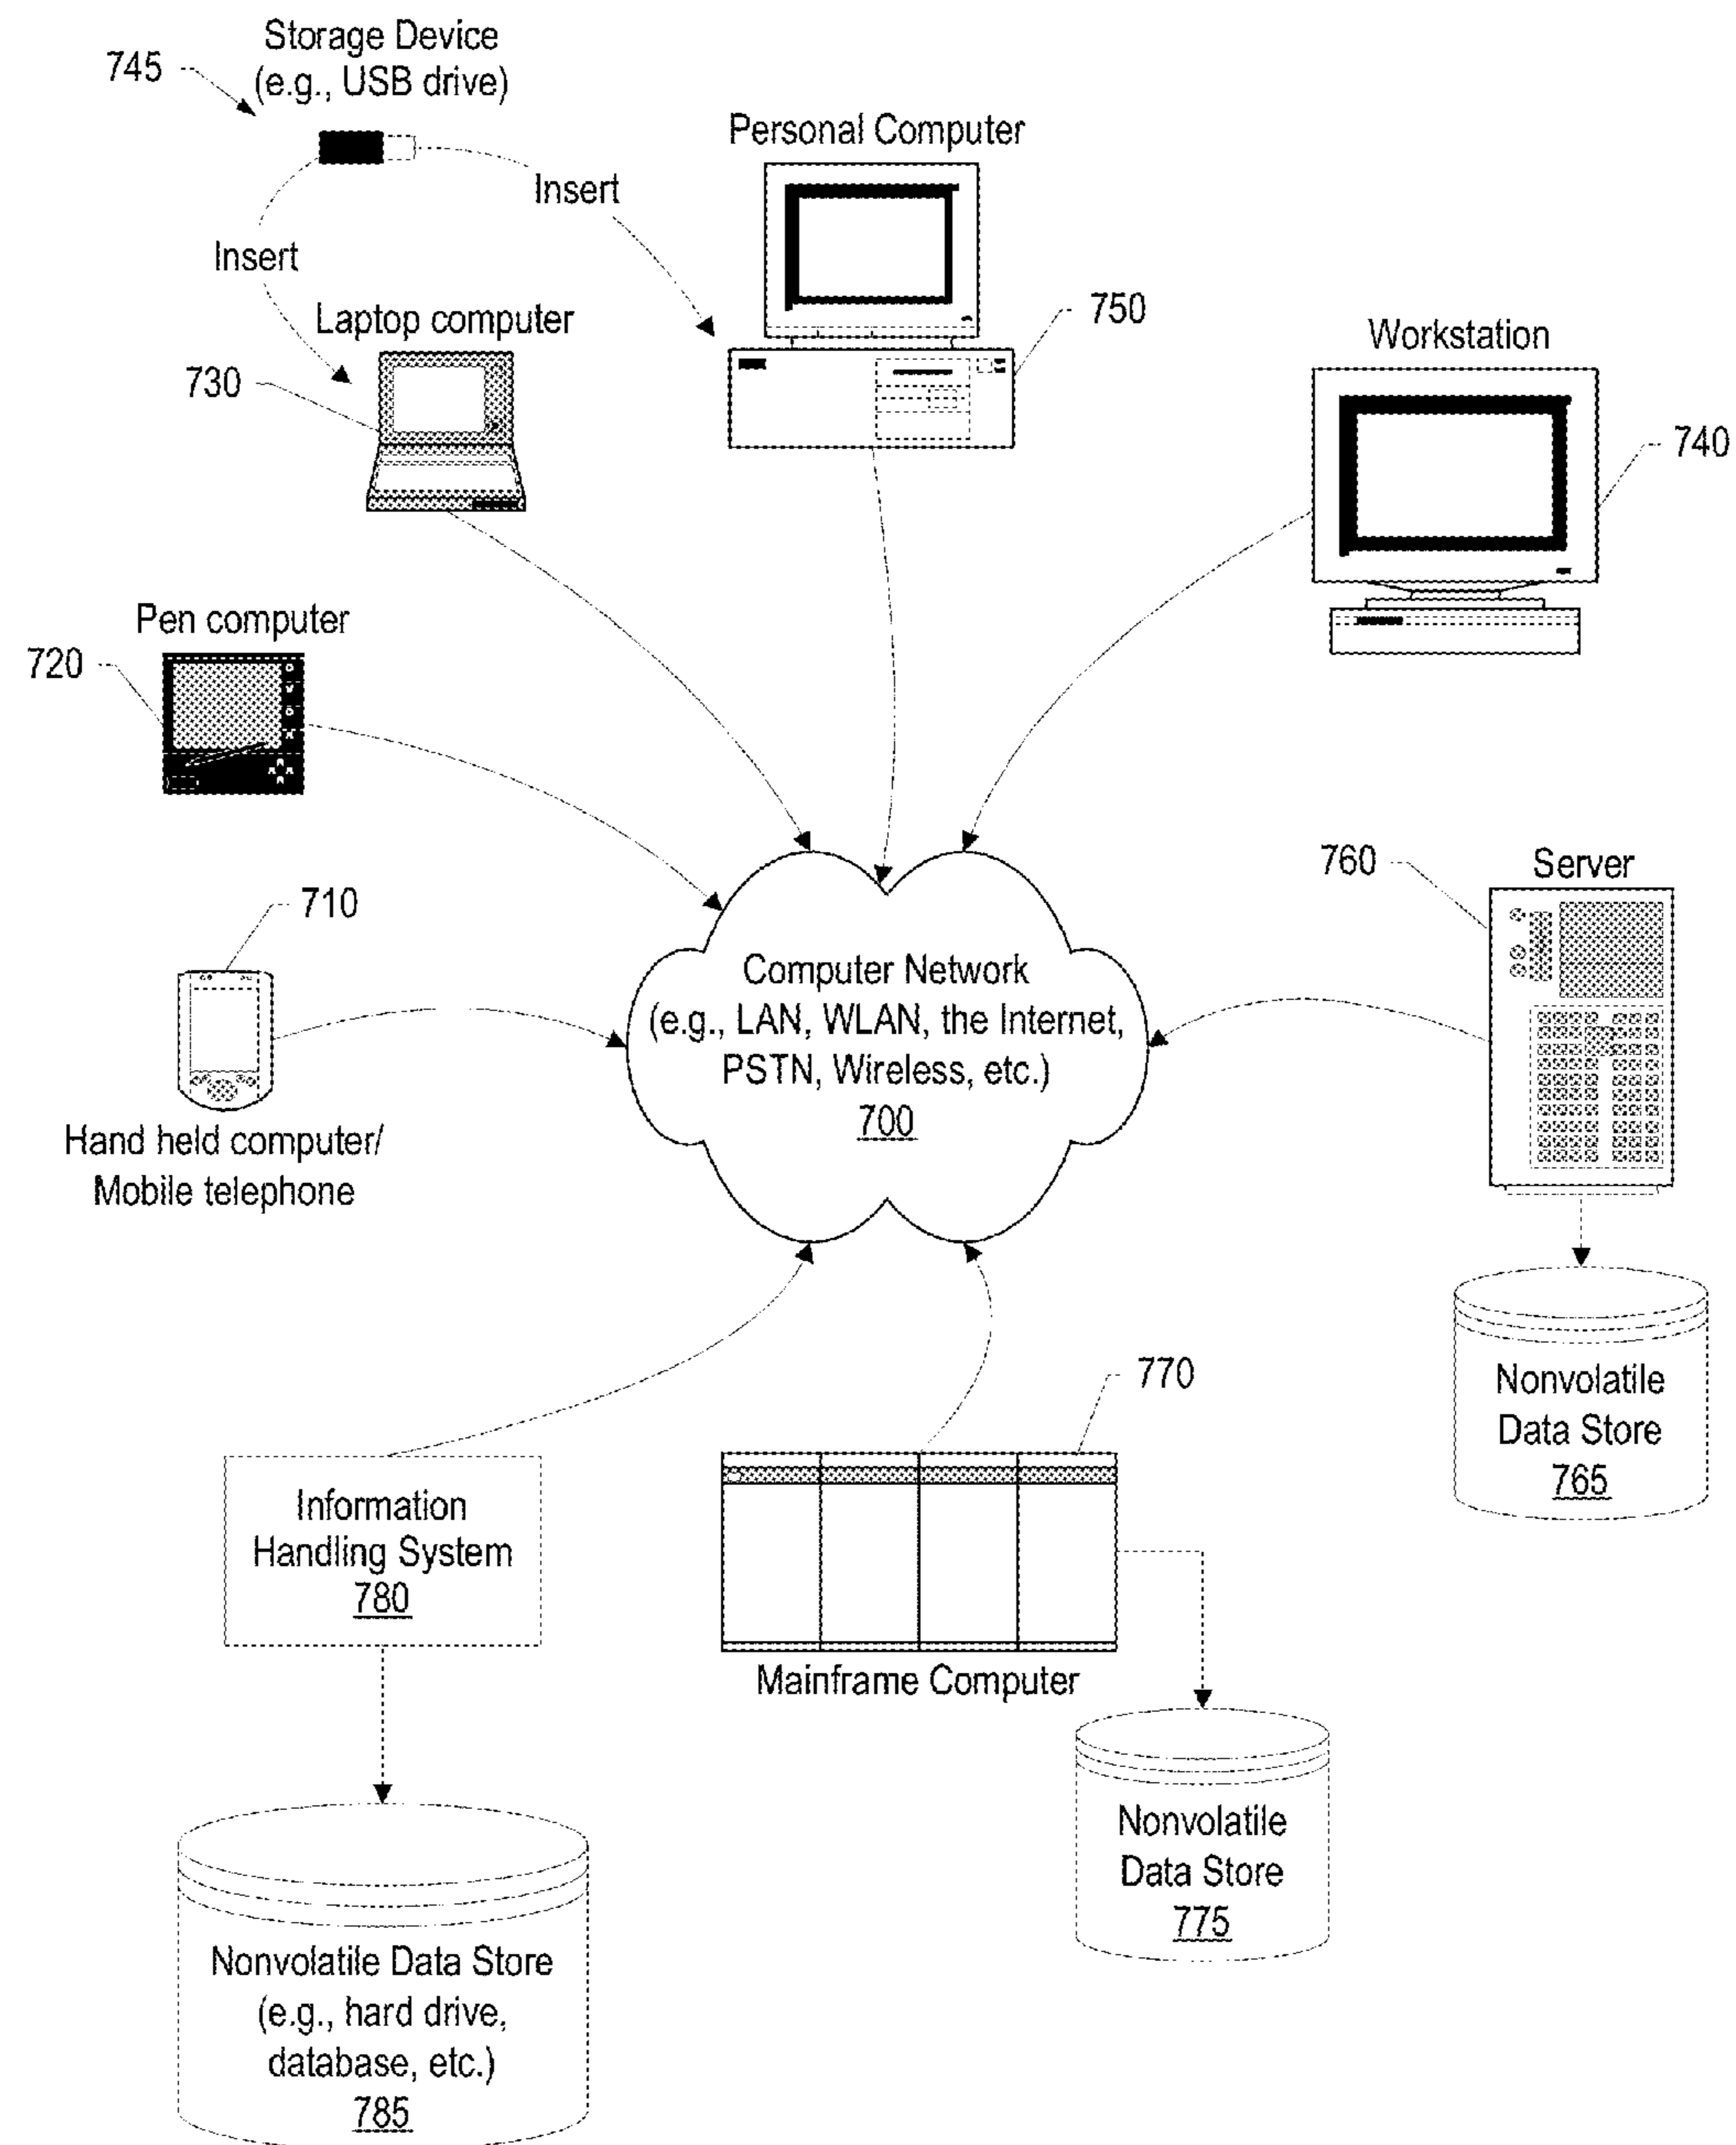 Storage Device
(e.g., USB drive)
745
Personal Computer
Insert
Insert
Laptop computer
730
750
Workstation
740
Pen computer
720
710
Hand held computer/
Mobile telephone
Computer Network
(e.g., LAN, WLAN, the Internet,
PSTN, Wireless, etc.)
700
760
Server
Nonvolatile
Data Store
765
Information
Handling System
780
770
Mainframe Computer
Nonvolatile
Data Store
775
Nonvolatile Data Store
(e.g., hard drive,
database, etc.)
785